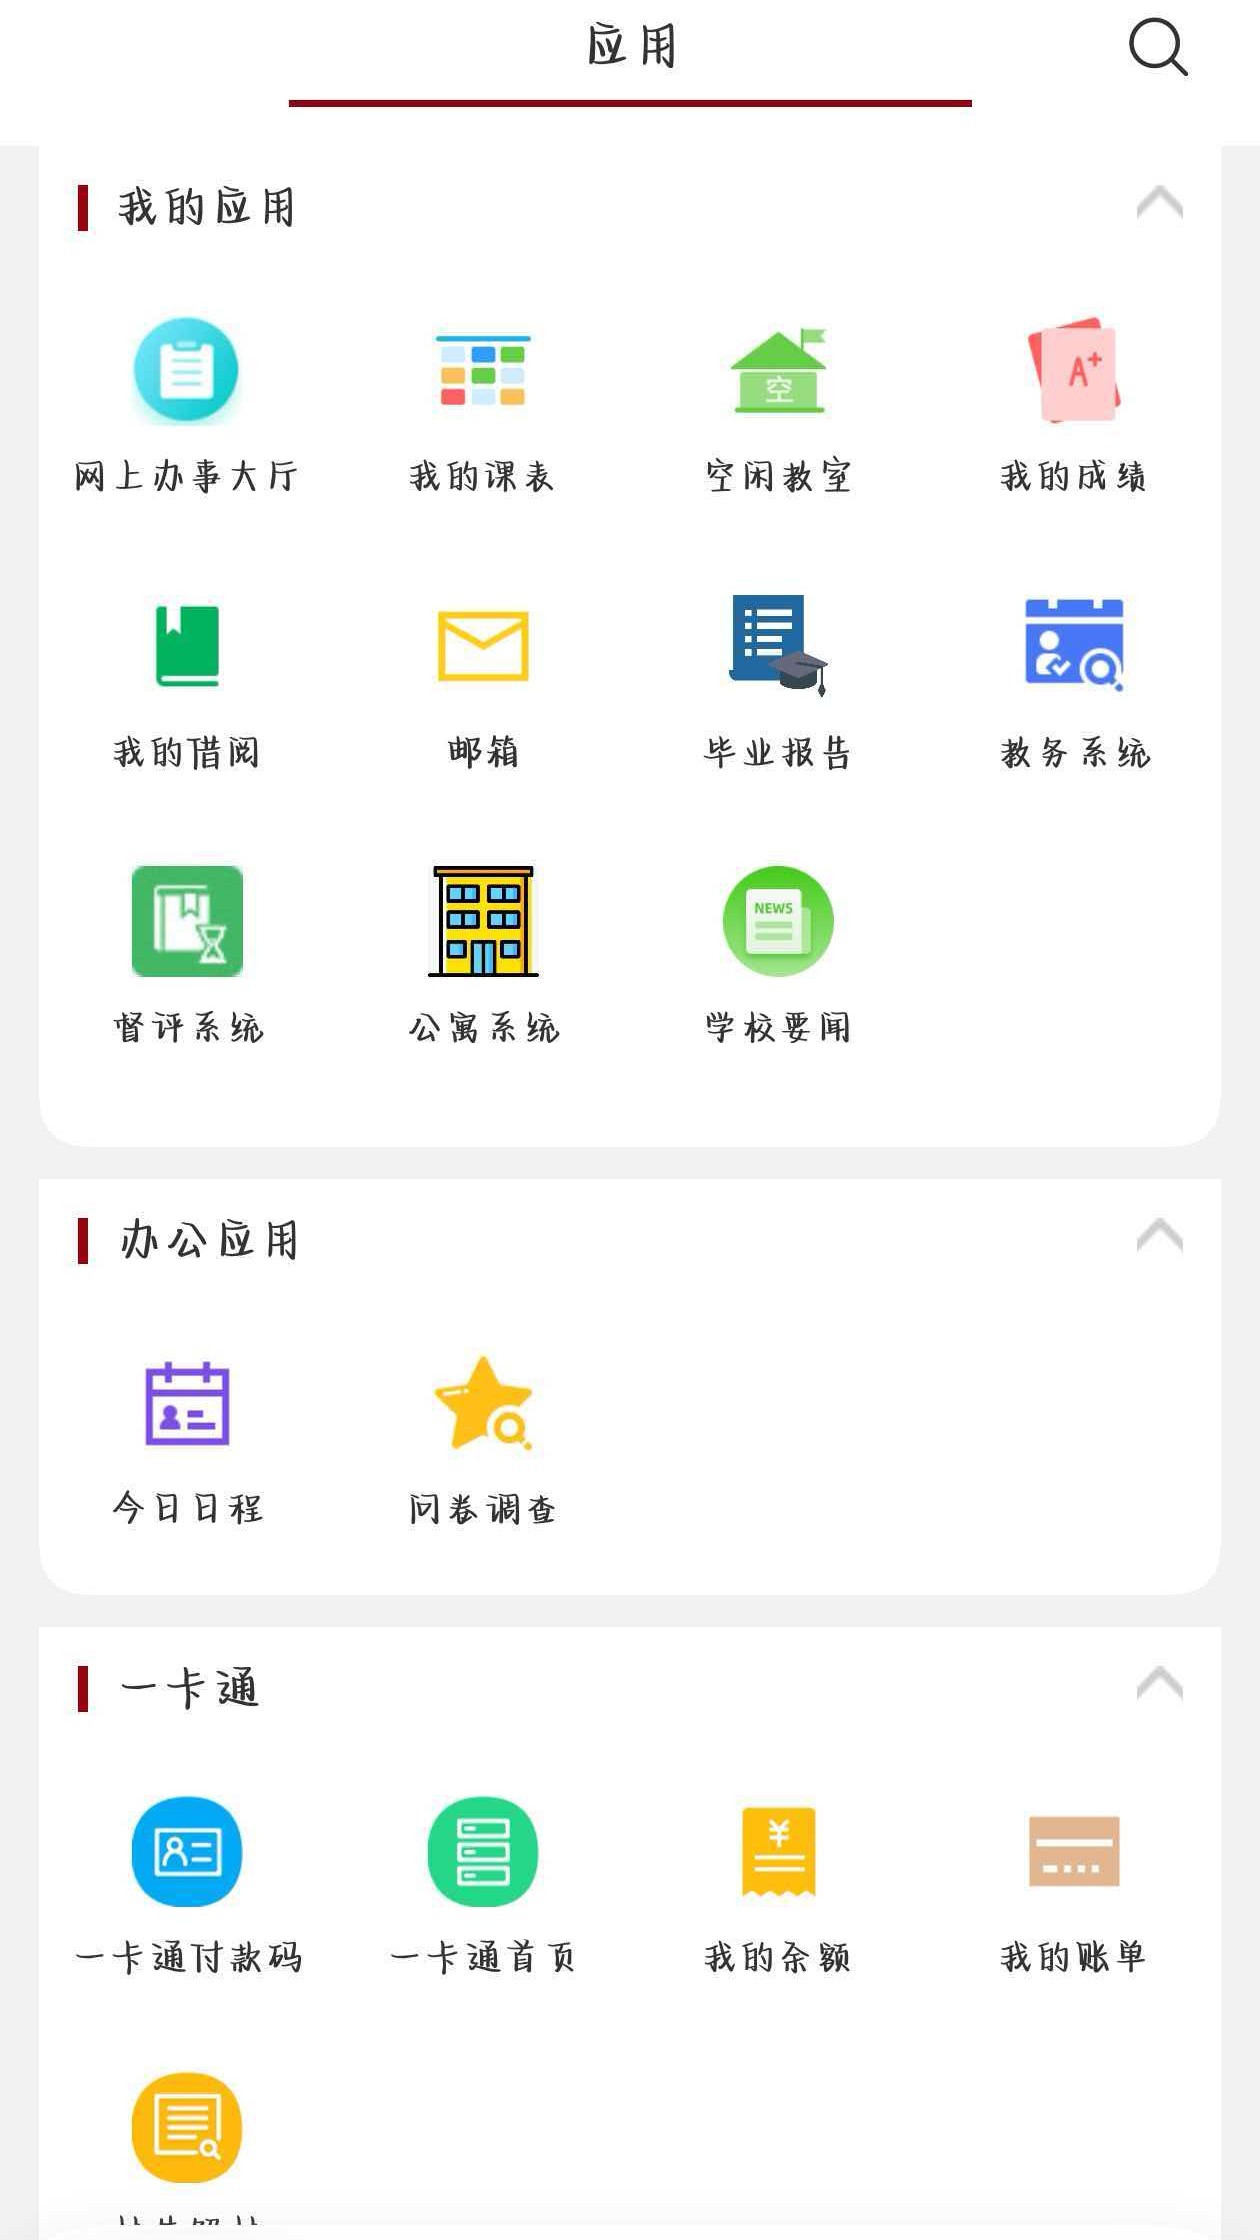 应用
我的应用
空
A+
网上办事大厅 我的课表 空闲教室 我的成绩
我的借阅 邮箱 毕业报告 教务系统
NEWS
督评系统 公寓系统 学校要闻
办公应用
今日日程 问卷调查
一卡通
¥
一卡通付款码 一卡通首页 我的余额 我的账单